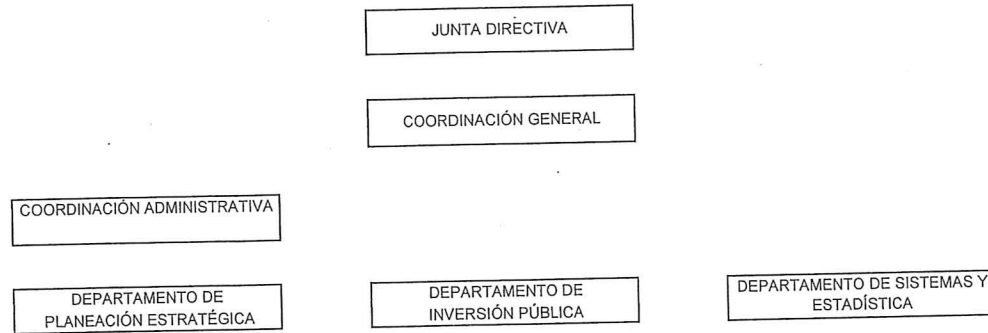 JUNTA DIRECTIVA
COORDINACIÓN GENERAL
COORDINACIÓN ADMINISTRATIVA
DEPARTAMENTO DE
PLANEACIÓN ESTRATÉGICA
DEPARTAMENTO DE
INVERSIÓN PÚBLICA
DEPARTAMENTO DE SISTEMAS Y
ESTADÍSTICA